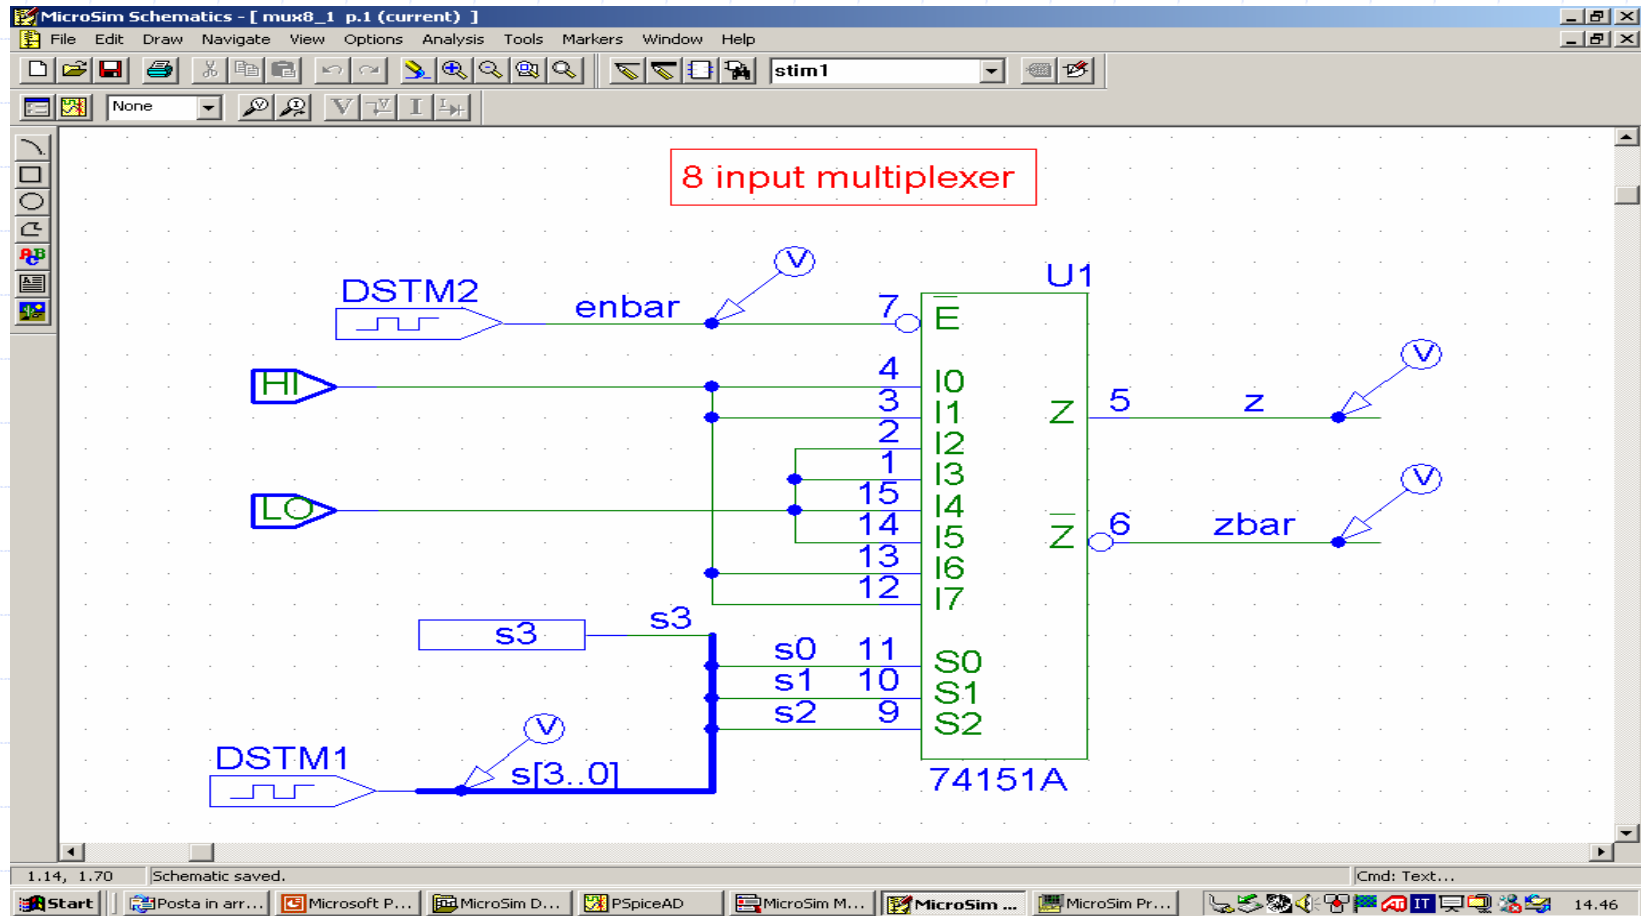 MicroSim Schematics - [ mux8_1 p.1 (current) ]
File Edit Draw Navigate View Options Analysis Tools Markers Window Help
stim1
None
8 input multiplexer
DSTM2
enbar
V
U1
7
E
HI
4
I0
V
3
I1
Z
5
z
2
I2
1
I3
LO
15
I4
V
14
I5
Z
6
zbar
13
I6
12
I7
s3
s3
s0
11
S0
s1
10
S1
s2
9
S2
V
DSTM1
s[3..0]
74151A
1.14, 1.70 Schematic saved. Cmd: Text...
Start Posta in arr... Microsoft P... MicroSim D... PSpiceAD MicroSim M... MicroSim ... MicroSim Pr... IT 14.46